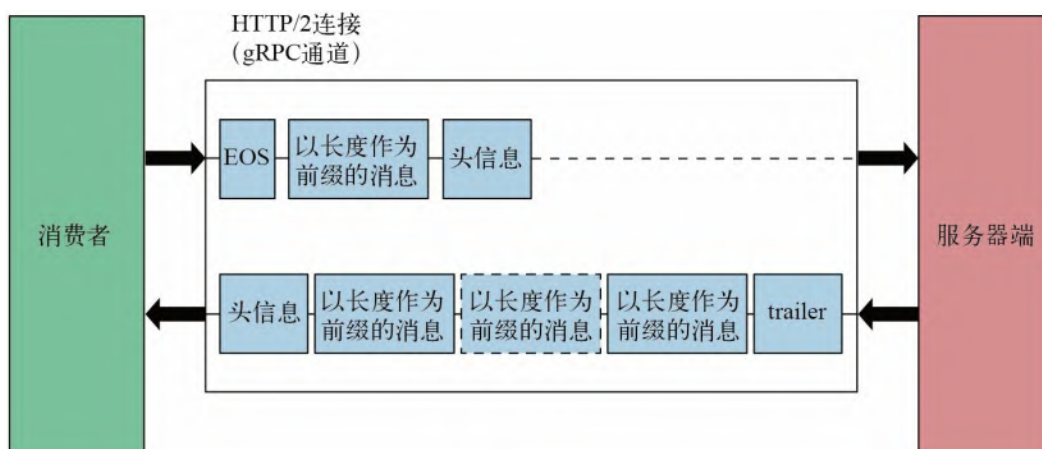 HTTP/2连接
（gRPC通道）
消费者
EOS
以长度作为
前缀的消息
头信息
头信息
以长度作为
前缀的消息
以长度作为
前缀的消息
以长度作为
前缀的消息
trailer
服务器端